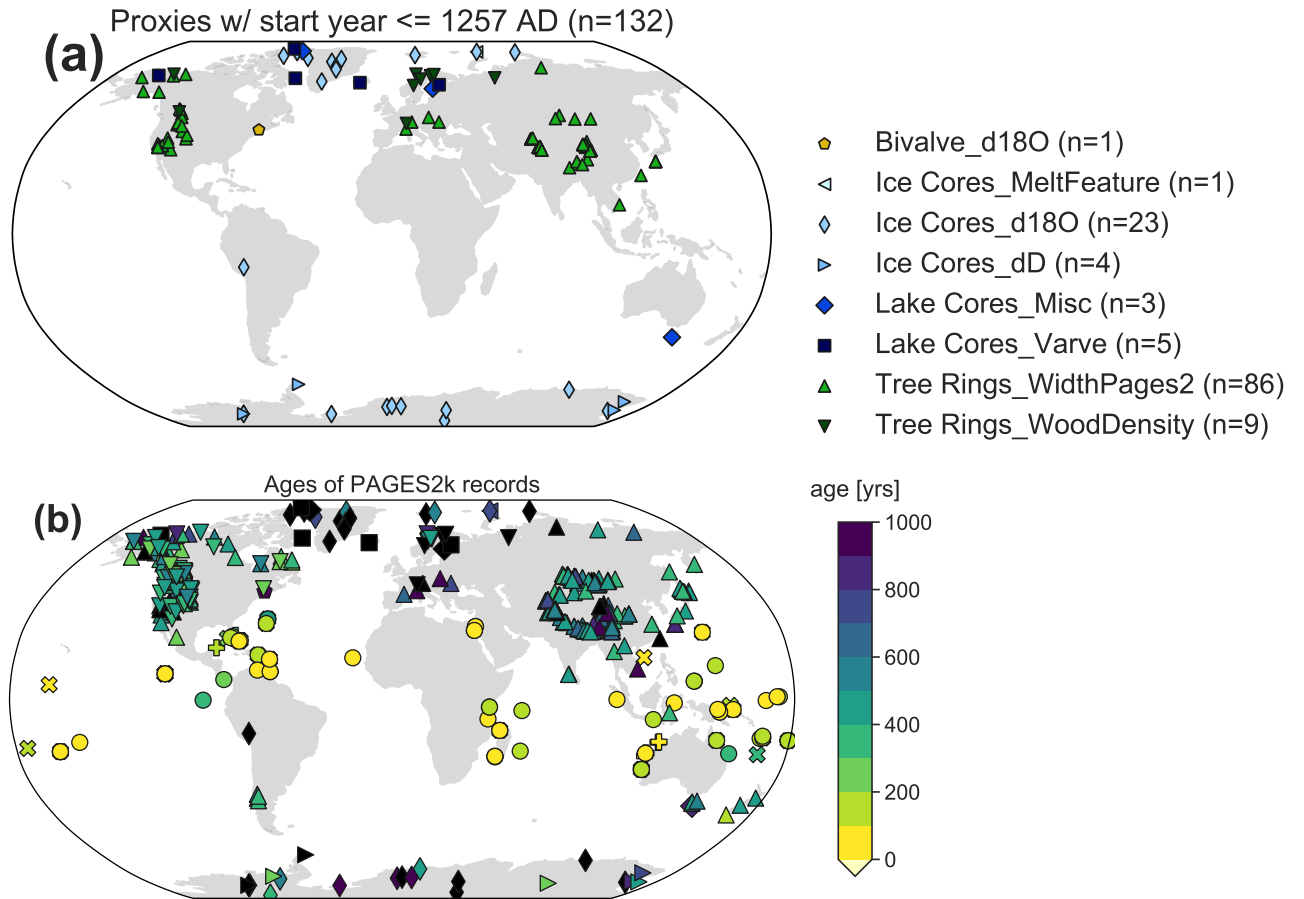 Proxies w/ start year <= 1257 AD (n=132)
(a)
Bivalve_d18O (n=1)
Ice Cores_MeltFeature (n=1)
Ice Cores_d18O (n=23)
Ice Cores_dD (n=4)
Lake Cores_Misc (n=3)
Lake Cores_Varve (n=5)
Tree Rings_WidthPages2 (n=86)
Tree Rings_WoodDensity (n=9)
Ages of PAGES2k records
(b)
age [yrs]
1000
800
600
400
200
0